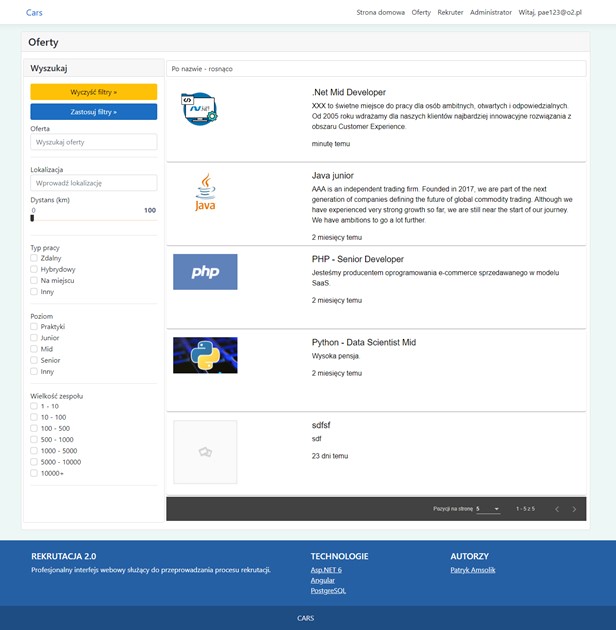 Cars
Strona domowa Oferty Rekruter Administrator Witaj, pae123@o2.pl
Oferty
Wyszukaj
Wyczyść filtry »
Zastosuj filtry »
Oferta
Wyszukaj oferty
Lokalizacja
Wprowadź lokalizację
Dystans (km)
0 100
Typ pracy
Zdalny
Hybrydowy
Na miejscu
Inny
Poziom
Praktyki
Junior
Mid
Senior
Inny
Wielkość zespołu
1 - 10
10 - 100
100 - 500
500 - 1000
1000 - 5000
5000 - 10000
10000+
Po nazwie - rosnąco
.Net Mid Developer
XXX to świetne miejsce do pracy dla osób ambitnych, otwartych i odpowiedzialnych.
Od 2005 roku wdrażamy dla naszych klientów najbardziej innowacyjne rozwiązania z
obszaru Customer Experience.
minutę temu
Java
Java junior
AAA is an independent trading firm. Founded in 2017, we are part of the next
generation of companies defining the future of global commodity trading. Although we
have experienced very strong growth so far, we are still near the start of our journey.
We have ambitions to go a lot further.
2 miesięcy temu
php
PHP - Senior Developer
Jesteśmy producentem oprogramowania e-commerce sprzedawanego w modelu
SaaS.
2 miesięcy temu
Python - Data Scientist Mid
Wysoka pensja.
2 miesięcy temu
sdfsf
sdf
23 dni temu
Pozycji na stronę 5 1 - 5 z 5
REKRUTACJA 2.0
Profesjonalny interfejs webowy służący do przeprowadzania procesu rekrutacji.
TECHNOLOGIE
Asp.NET 6
Angular
PostgreSQL
AUTORZY
Patryk Amsolik
CARS